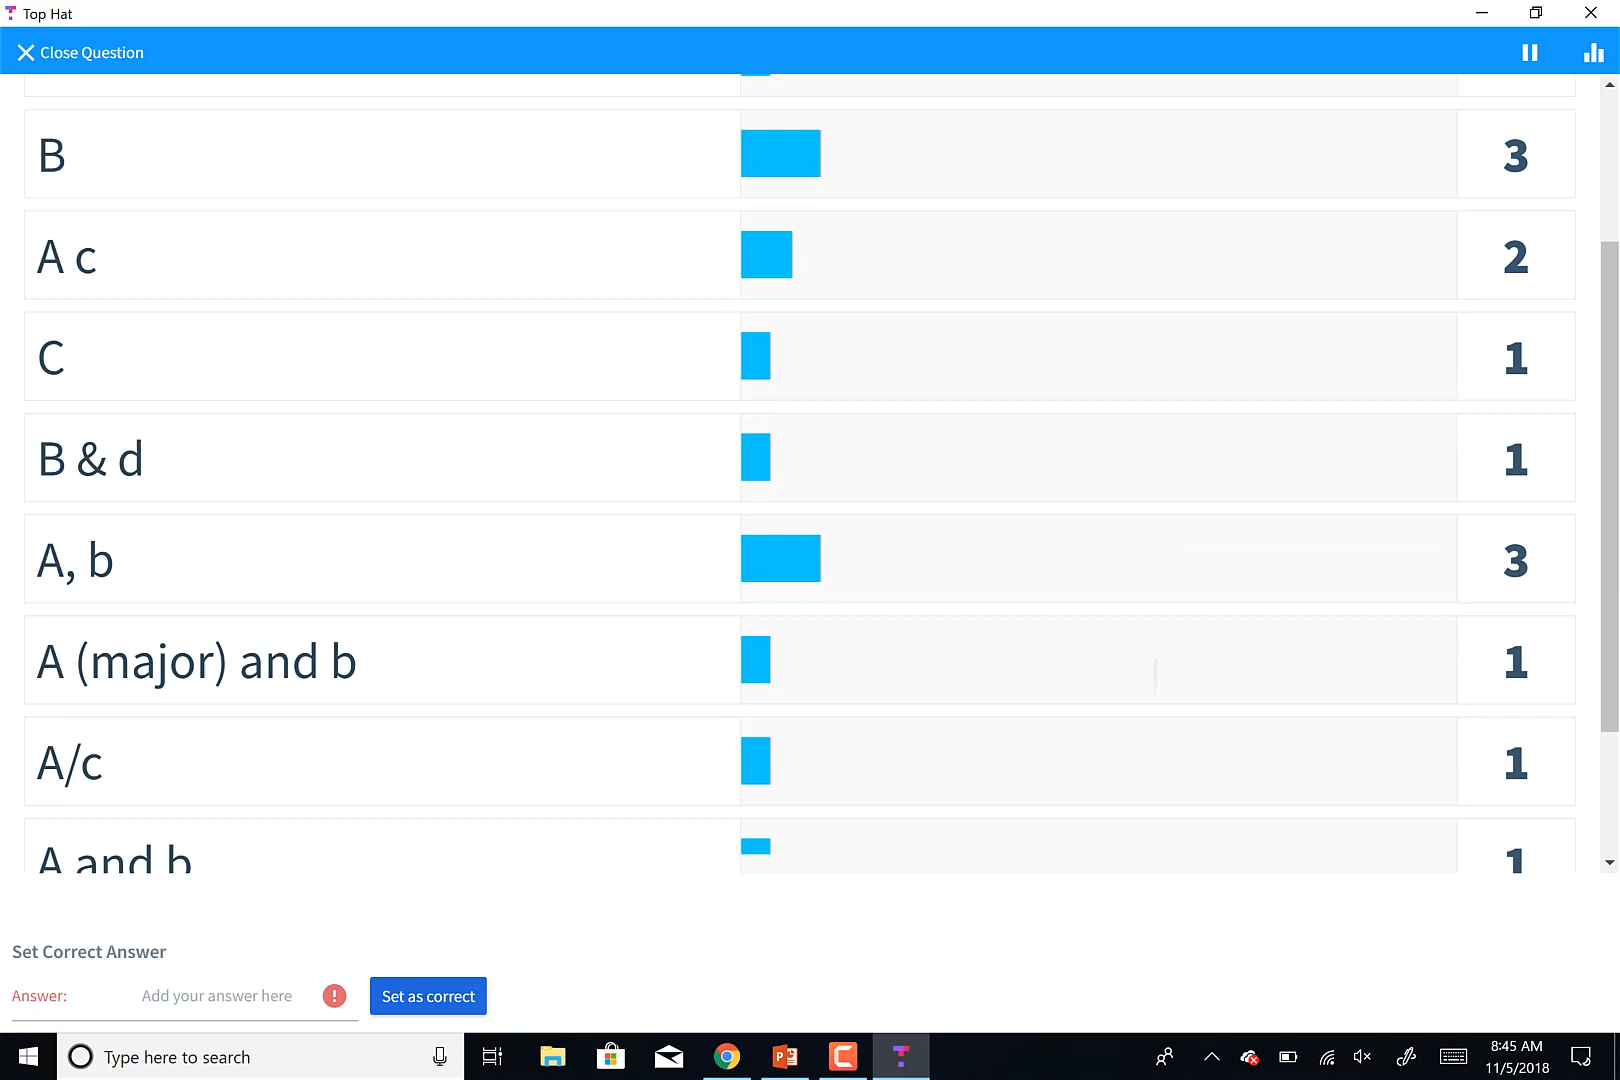 Top Hat
Close Question
B 3
A c 2
C 1
B & d 1
A, b 3
A (major) and b 1
A/c 1
A and b 1
Set Correct Answer
Answer: Add your answer here ! Set as correct
Type here to search
8:45 AM
11/5/2018